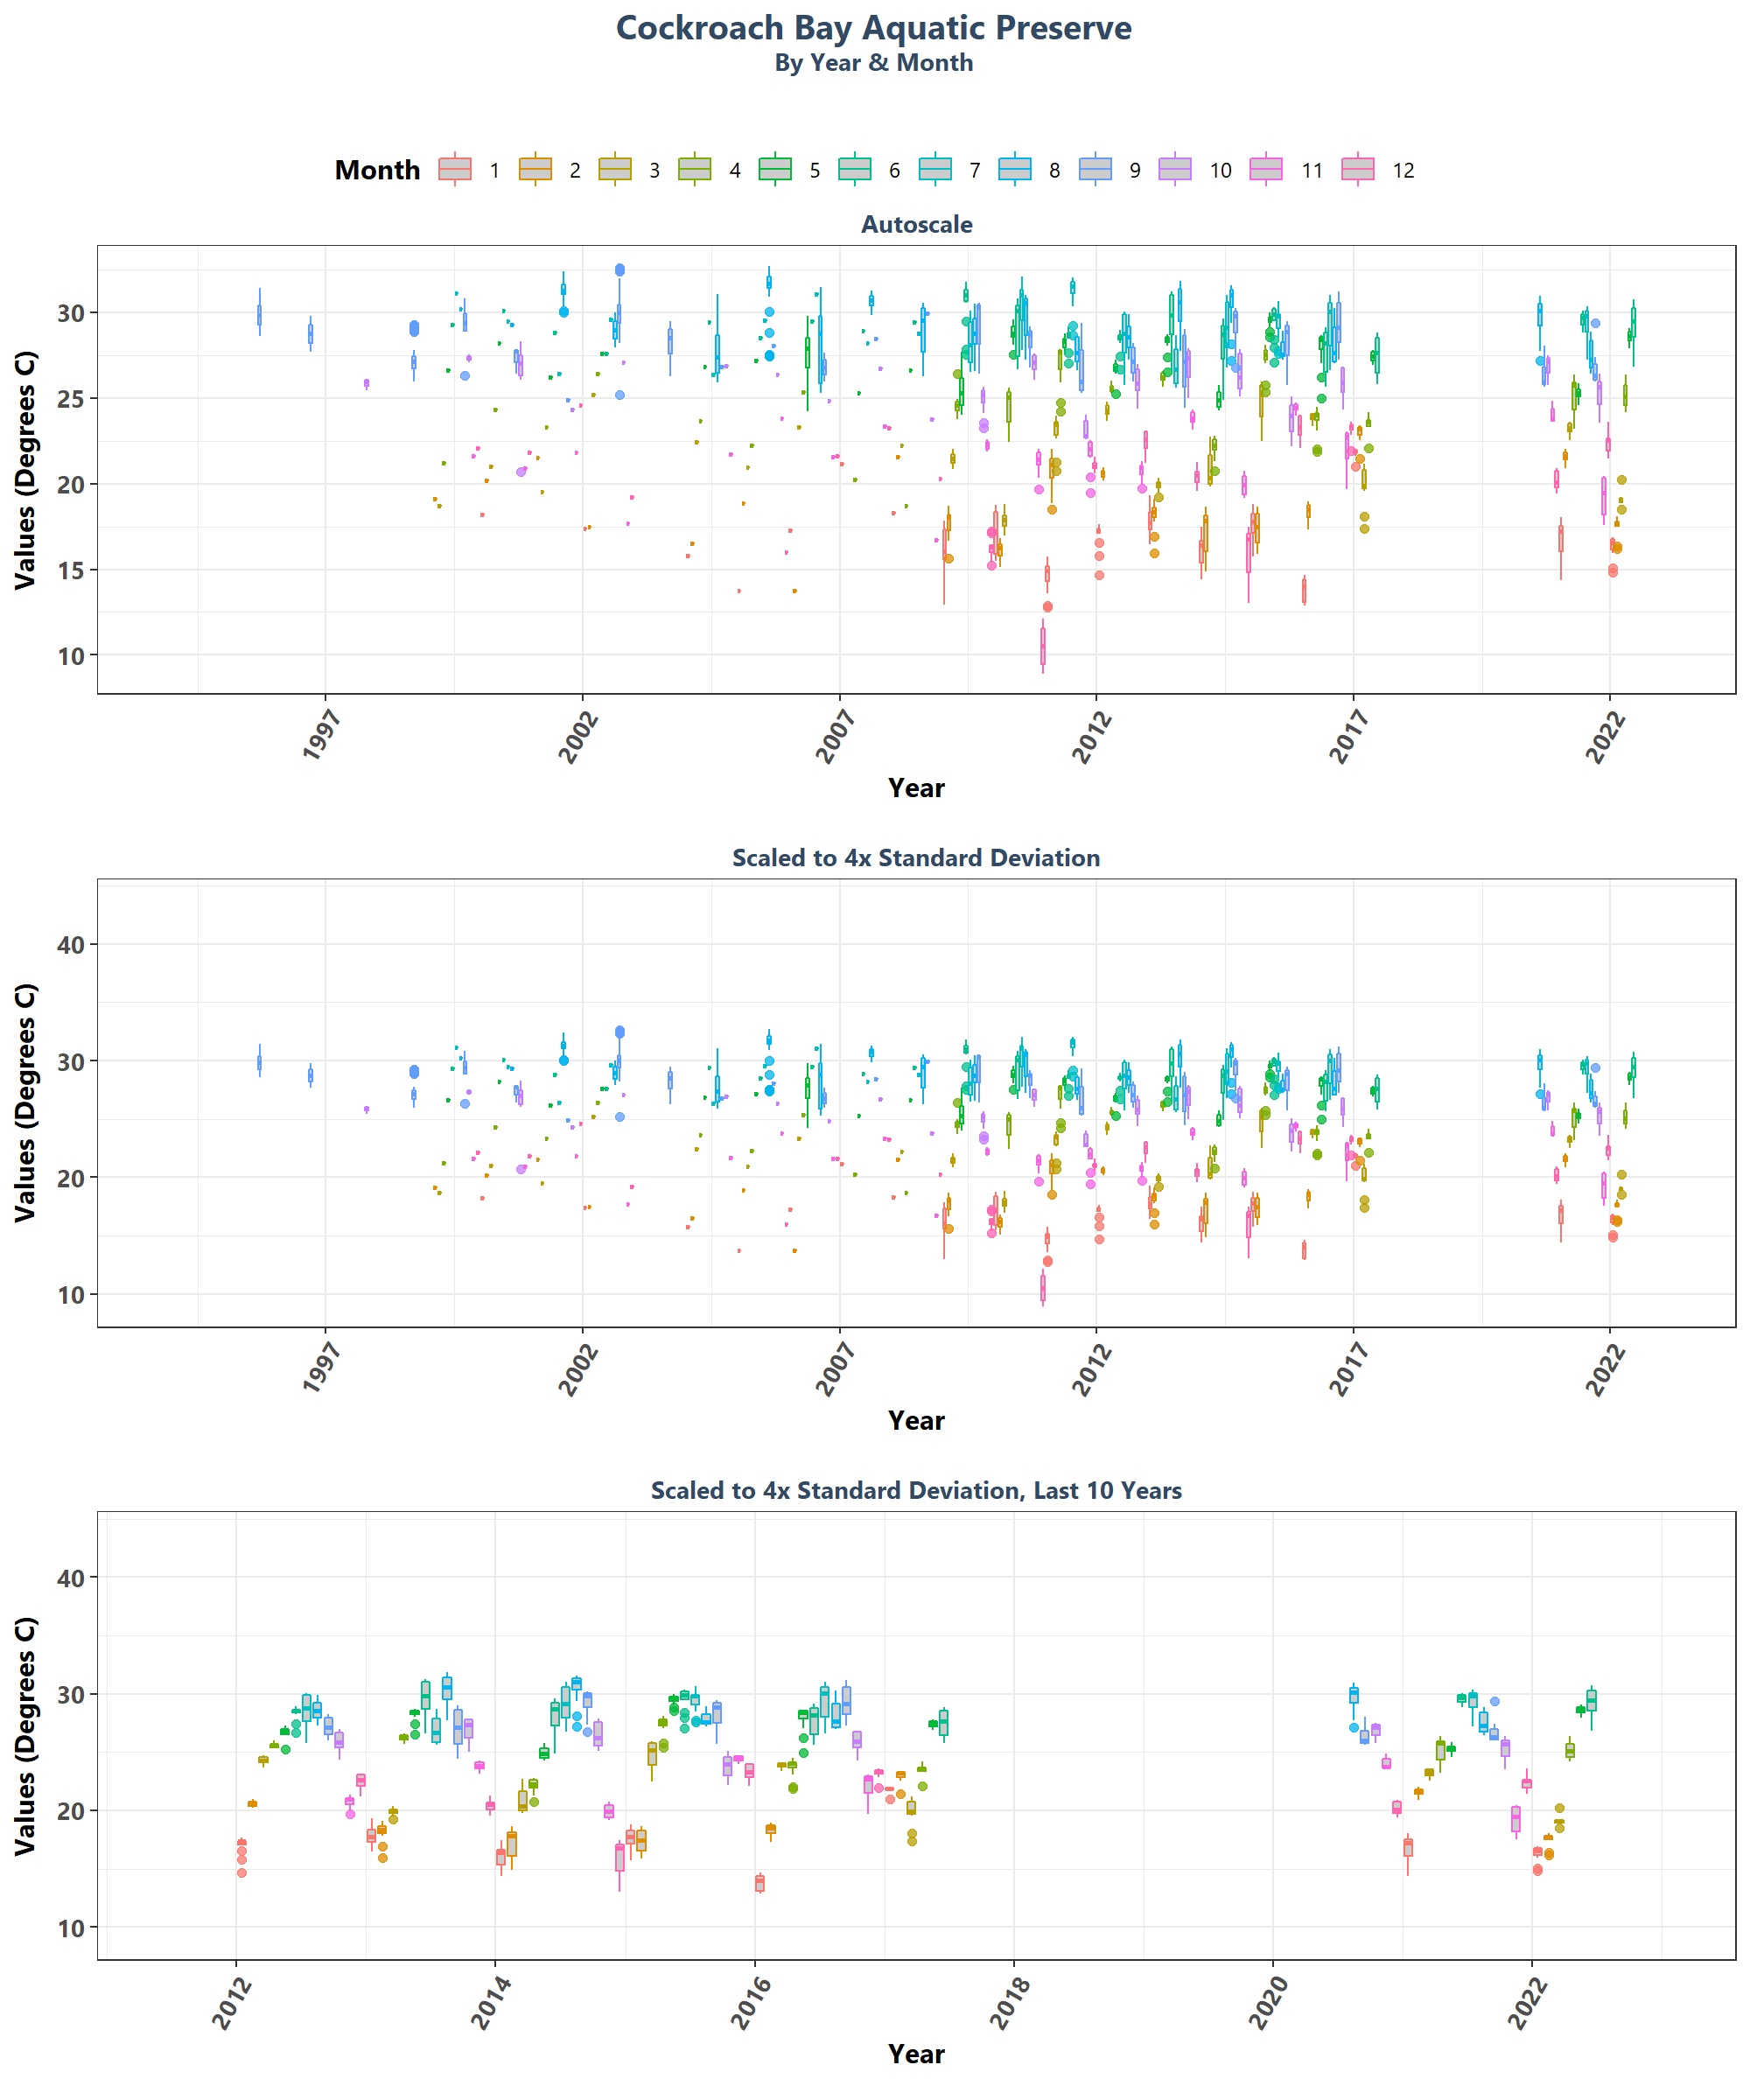 Cockroach Bay Aquatic Preserve
By Year & Month
Month 1 2 3 4 5 6 7 8 9 10 11 12
Autoscale
Values (Degrees C)
30
25
20
15
10
1997 2002 2007 2012 2017 2022
Year
Scaled to 4x Standard Deviation
Values (Degrees C)
40
30
20
10
1997 2002 2007 2012 2017 2022
Year
Scaled to 4x Standard Deviation, Last 10 Years
Values (Degrees C)
40
30
20
10
2012 2014 2016 2018 2020 2022
Year